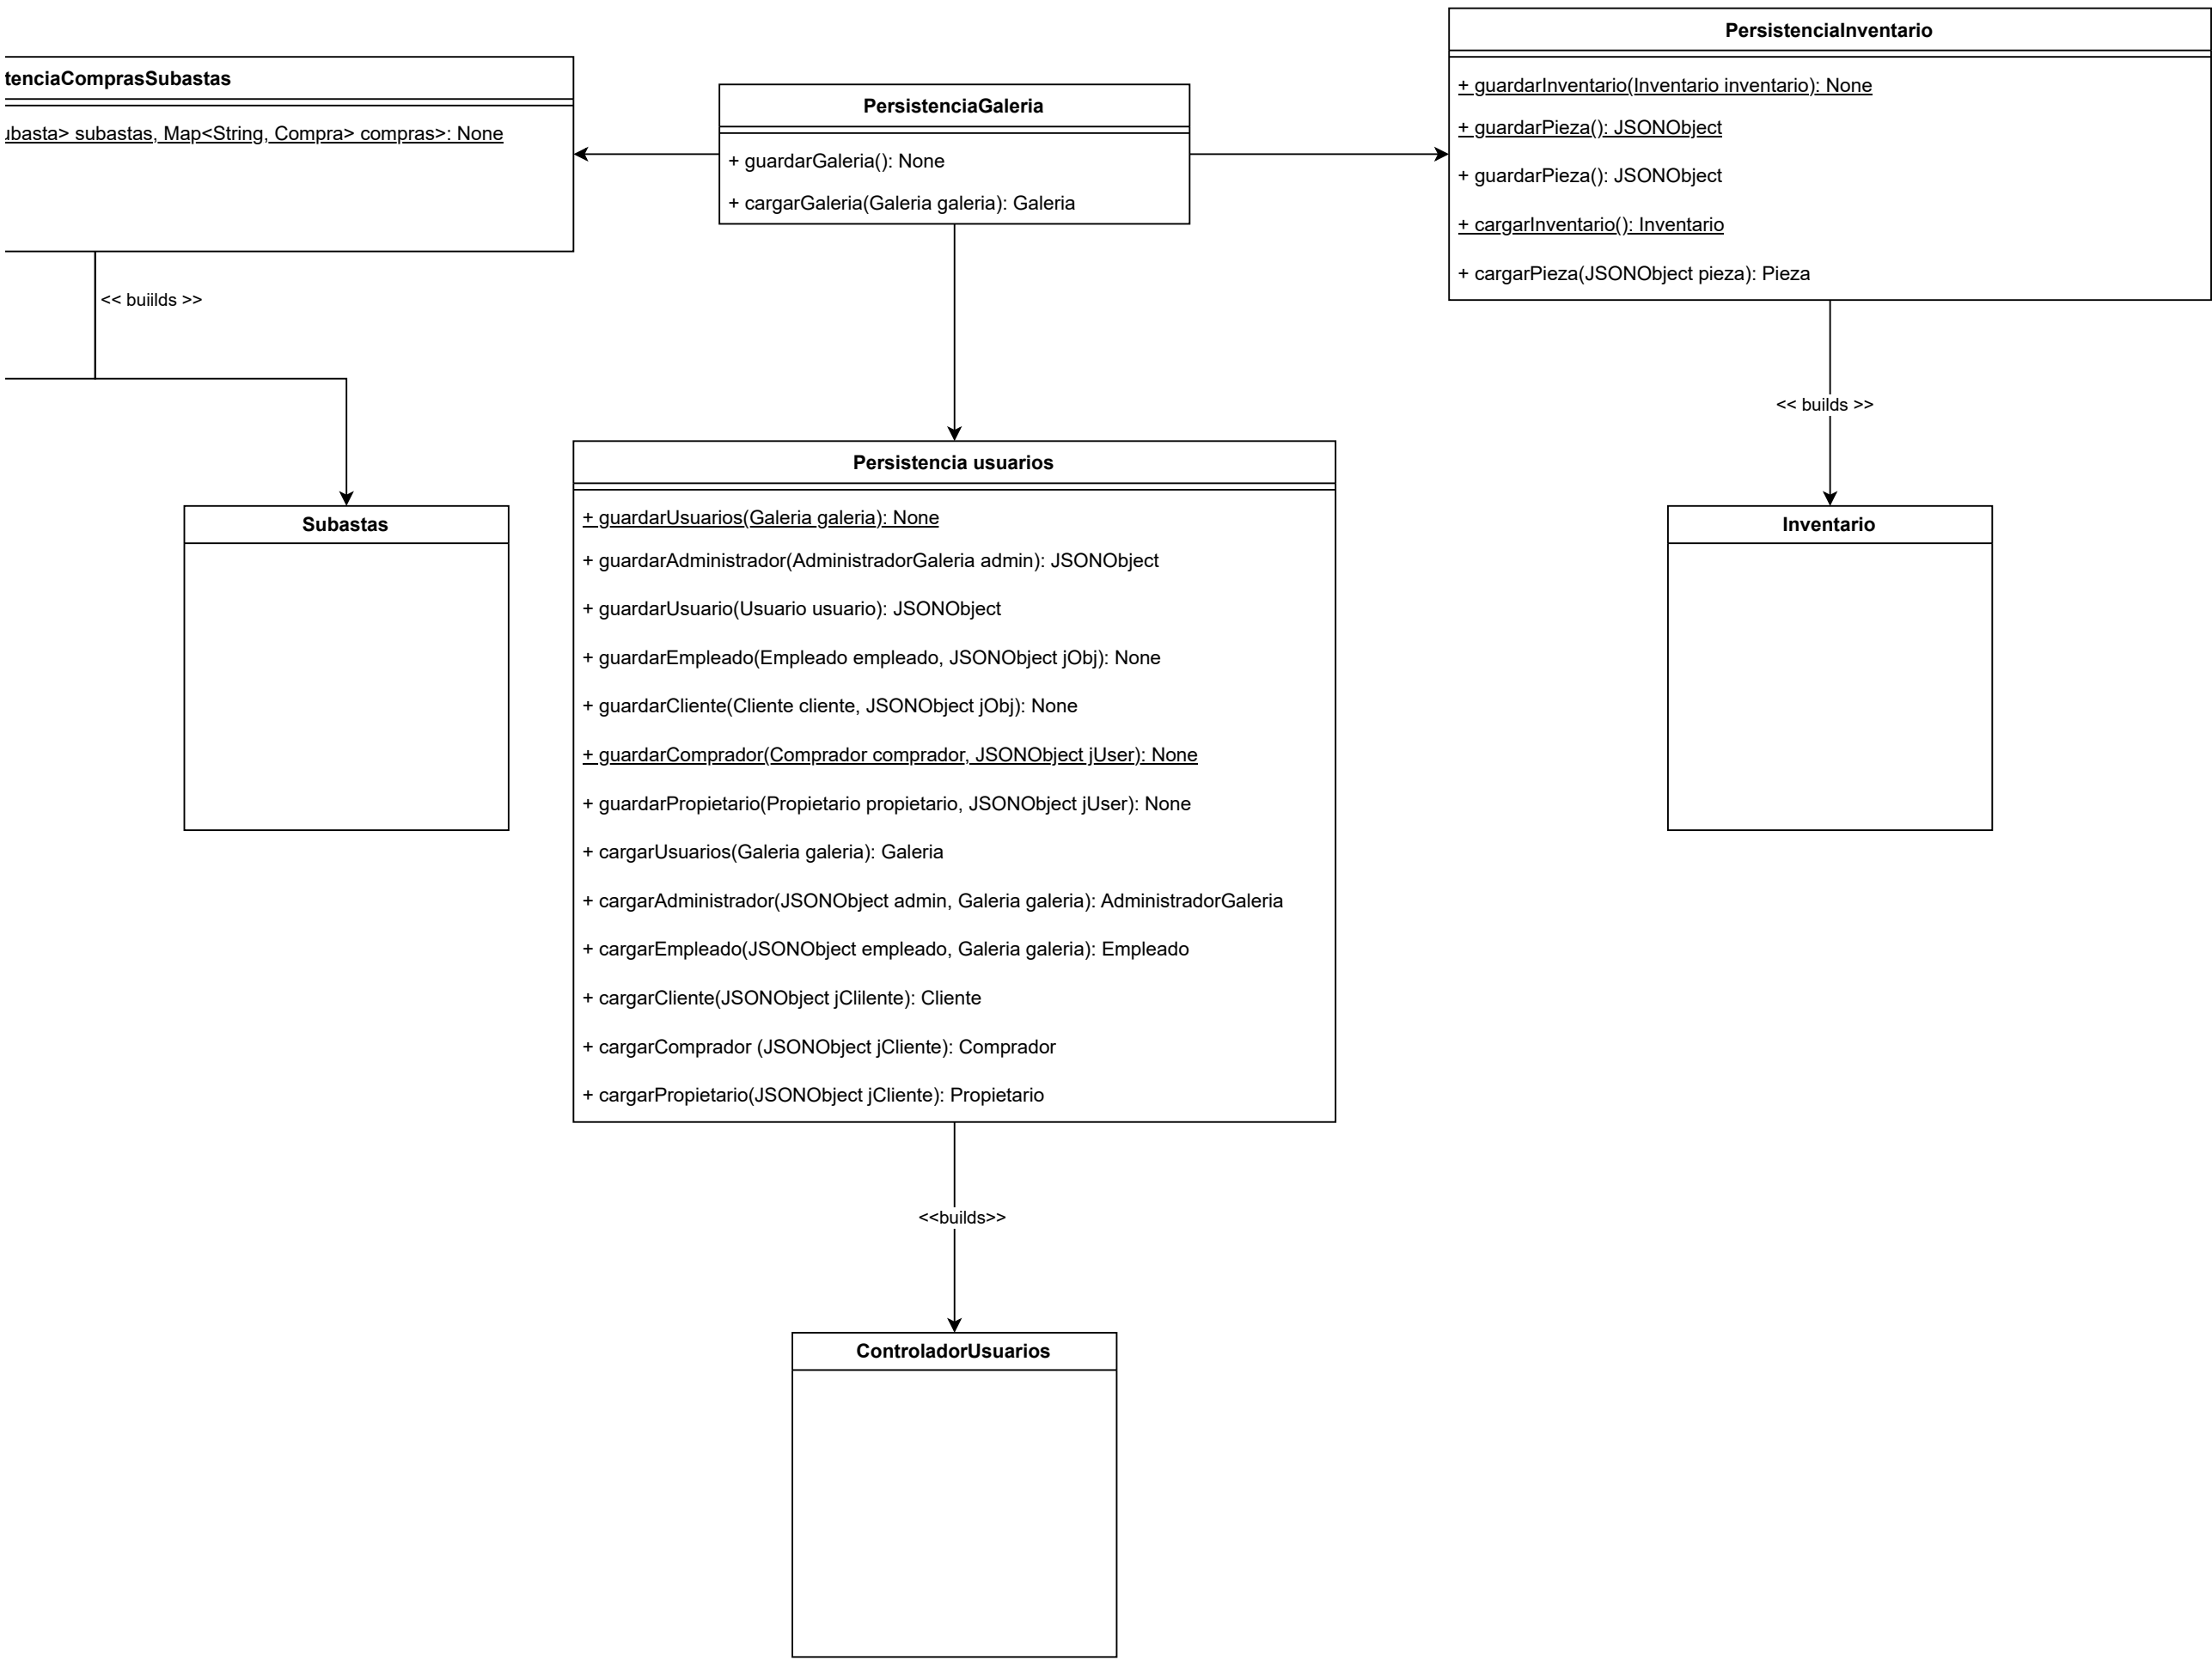 tenciaComprasSubastas
subastas, Map<String, Compra> compras>: None
<< buiilds >>
Subastas
PersistenciaGaleria
+ guardarGaleria(): None
+ cargarGaleria(Galeria galeria): Galeria
PersistenciaInventario
+ guardarInventario(Inventario inventario): None
+ guardarPieza(): JSONObject
+ guardarPieza(): JSONObject
+ cargarInventario(): Inventario
+ cargarPieza(JSONObject pieza): Pieza
<< builds >>
Inventario
Persistencia usuarios
+ guardarUsuarios(Galeria galeria): None
+ guardarAdministrador(AdministradorGaleria admin): JSONObject
+ guardarUsuario(Usuario usuario): JSONObject
+ guardarEmpleado(Empleado empleado, JSONObject jObj): None
+ guardarCliente(Cliente cliente, JSONObject jObj): None
+ guardarComprador(Comprador comprador, JSONObject jUser): None
+ guardarPropietario(Propietario propietario, JSONObject jUser): None
+ cargarUsuarios(Galeria galeria): Galeria
+ cargarAdministrador(JSONObject admin, Galeria galeria): AdministradorGaleria
+ cargarEmpleado(JSONObject empleado, Galeria galeria): Empleado
+ cargarCliente(JSONObject jClilente): Cliente
+ cargarComprador (JSONObject jCliente): Comprador
+ cargarPropietario(JSONObject jCliente): Propietario
<<builds>>
ControladorUsuarios